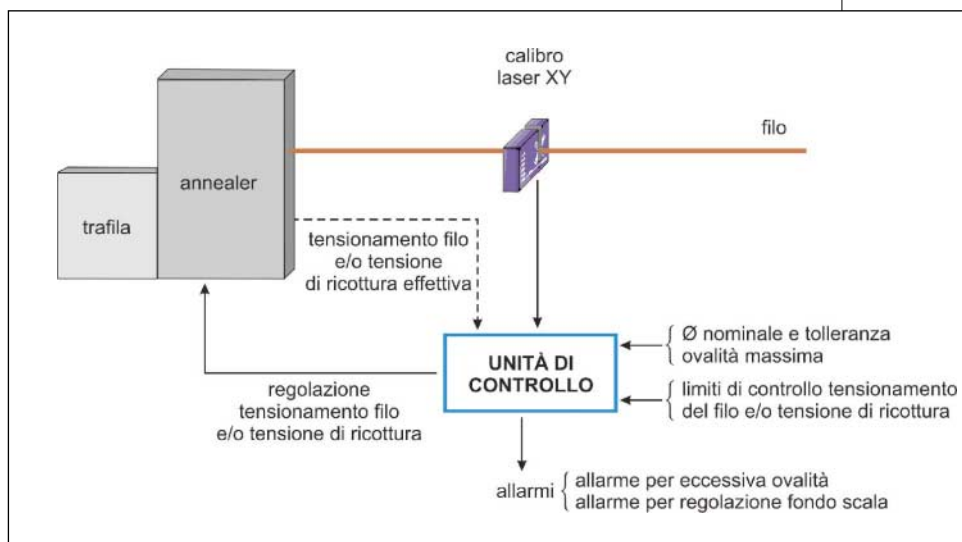 calibro
laser XY
filo
annealer
trafila
tensionamento filo
e/o tensione
di ricottura effettiva
UNITÀ DI
CONTROLLO
Ø nominale e tolleranza
ovalità massima
limiti di controllo tensionamento
del filo e/o tensione di ricottura
regolazione
tensionamento filo
e/o tensione di ricottura
allarmi
allarme per eccessiva ovalità
allarme per regolazione fondo scala